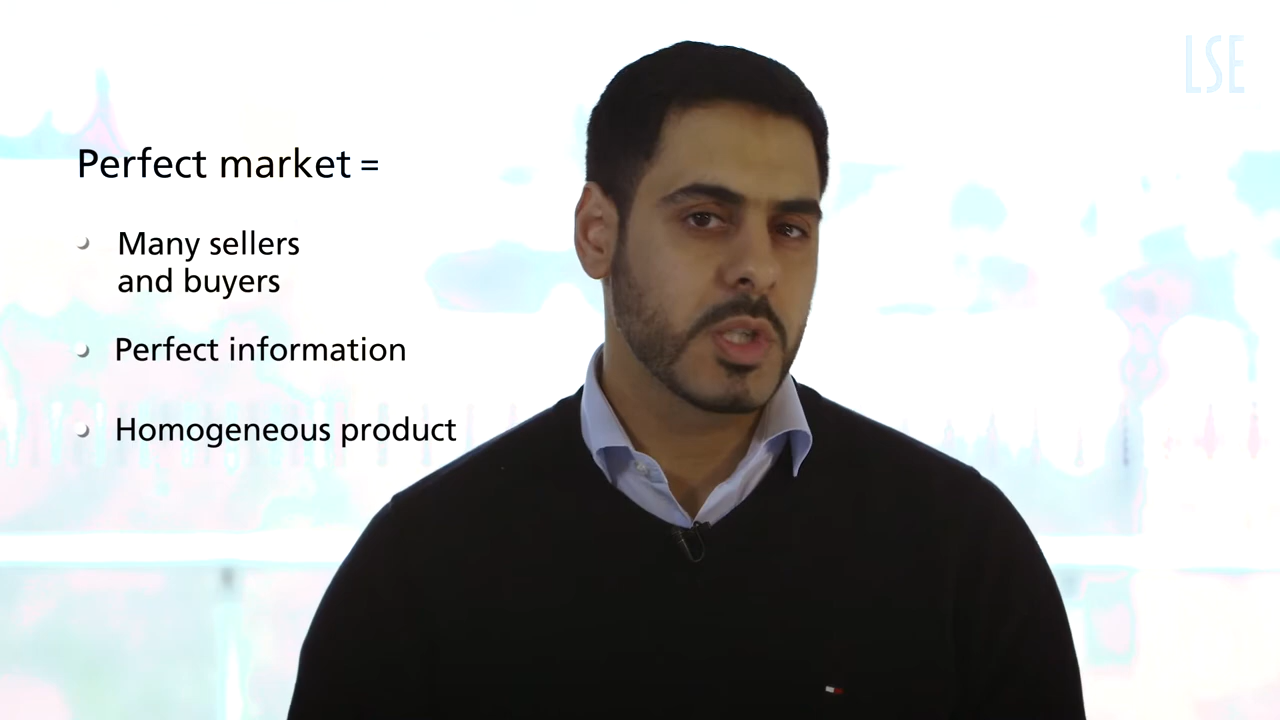 LSE
Perfect market =
Many sellers
and buyers
Perfect information
Homogeneous product